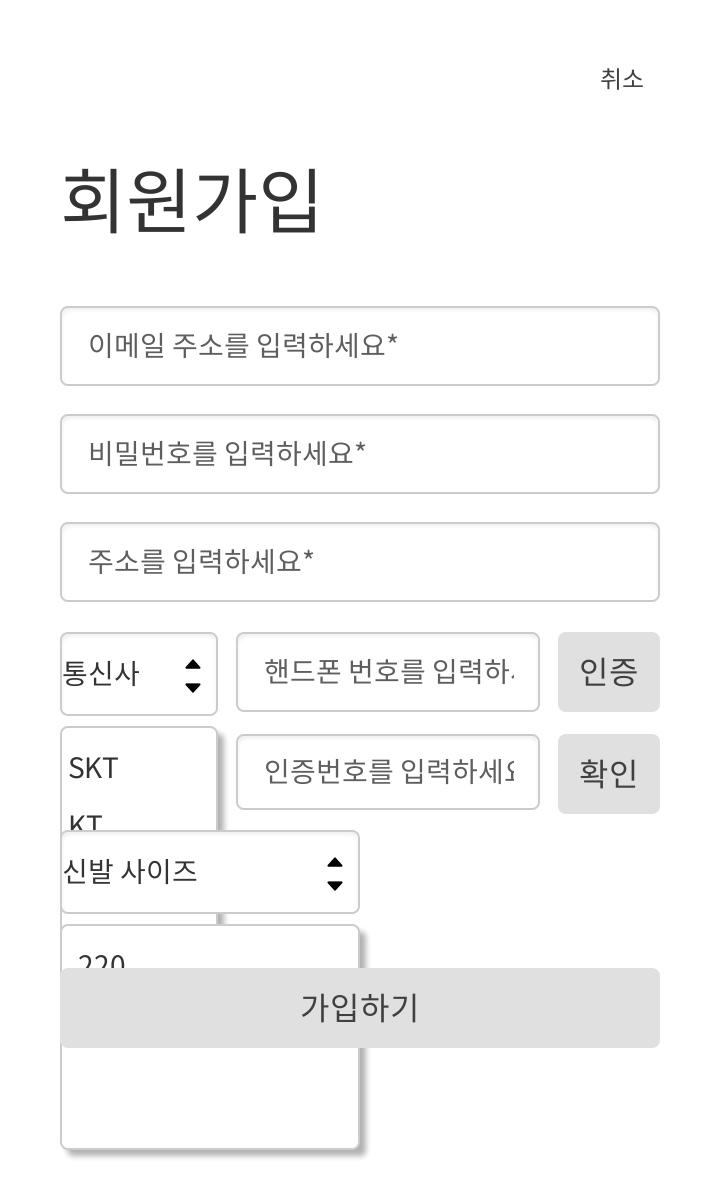 취소
회원가입
이메일 주소를 입력하세요*
비밀번호를 입력하세요*
주소를 입력하세요*
통신사 핸드폰 번호를 입력하 인증
SKT 인증번호를 입력하세요 확인
KT
신발 사이즈
220
가입하기